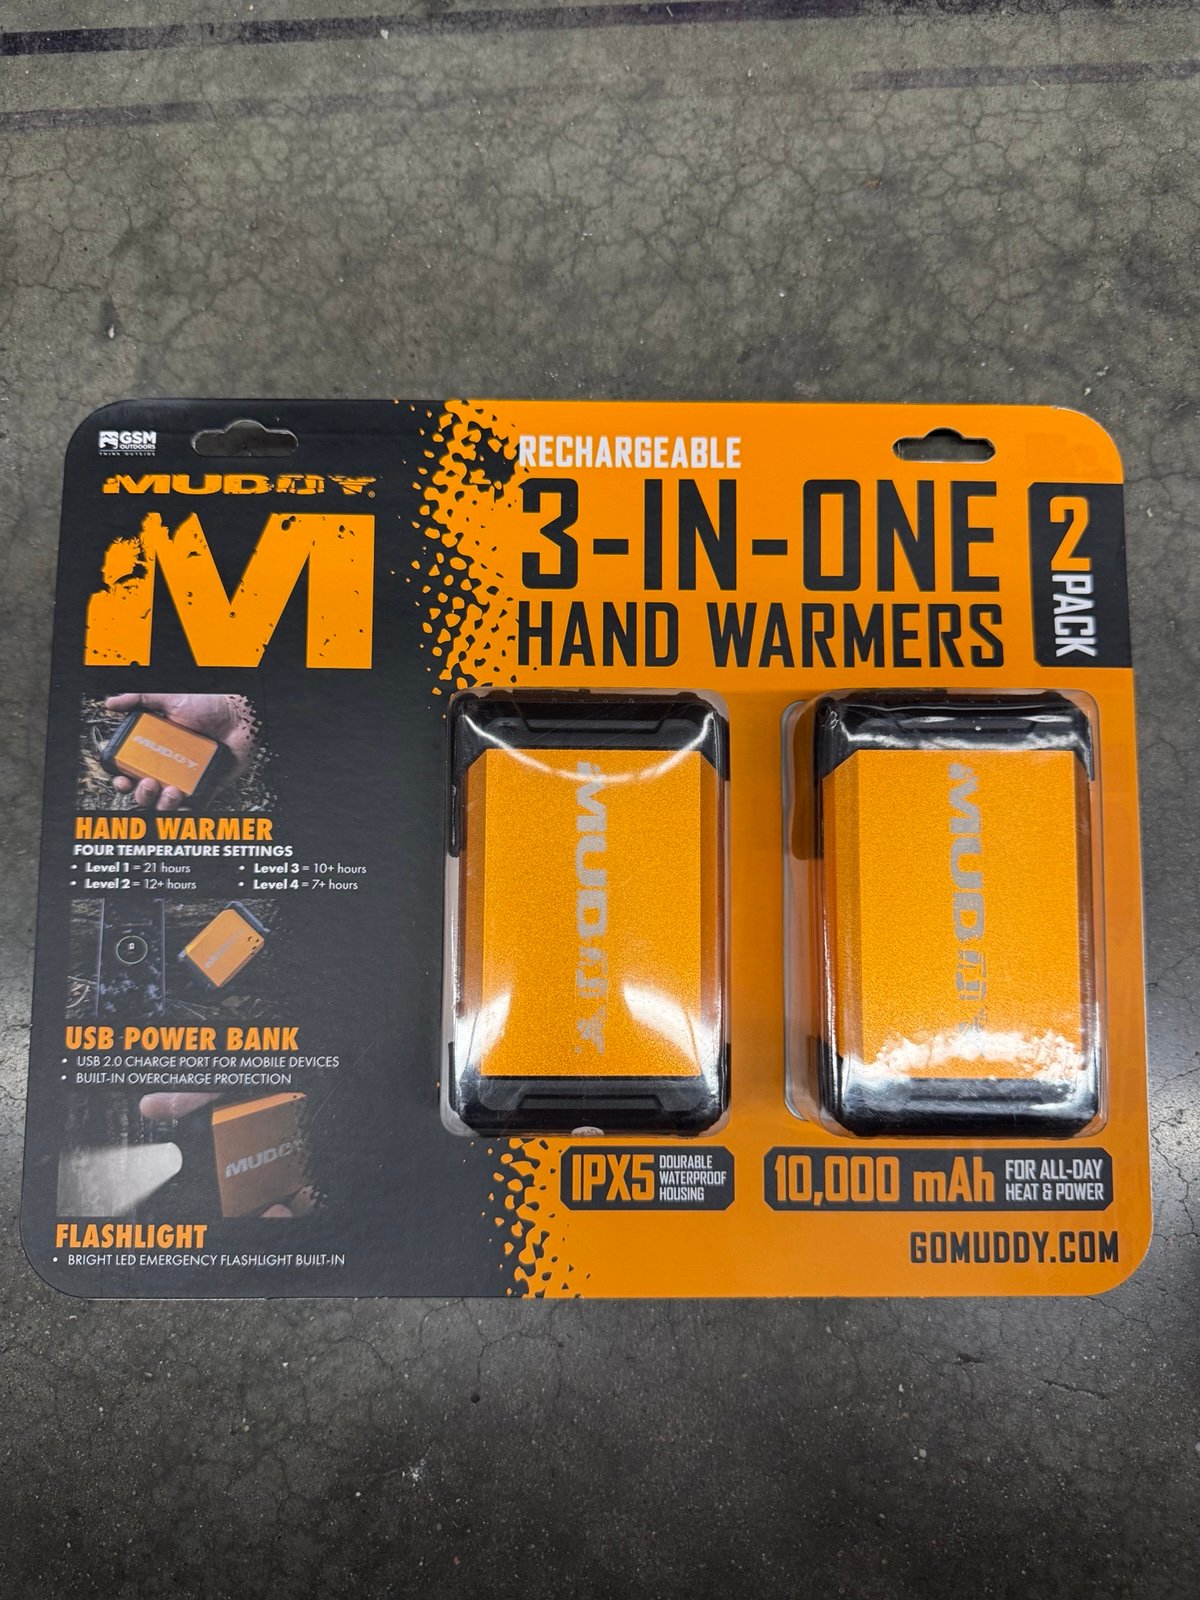 GSM
OUTDOORS
THINK OUTSIDE
MUDDY
M
RECHARGEABLE
3-IN-ONE
HAND WARMERS
2 PACK
MUDDY
HAND WARMER
FOUR TEMPERATURE SETTINGS
• Level 1 = 21 hours
• Level 2 = 12+ hours
• Level 3 = 10+ hours
• Level 4 = 7+ hours
USB POWER BANK
• USB 2.0 CHARGE PORT FOR MOBILE DEVICES
• BUILT-IN OVERCHARGE PROTECTION
MUDDY
FLASHLIGHT
• BRIGHT LED EMERGENCY FLASHLIGHT BUILT-IN
MUDDY
MUDDY
IPX5
DOURABLE
WATERPROOF
HOUSING
10,000 mAh
FOR ALL-DAY
HEAT & POWER
GOMUDDY.COM